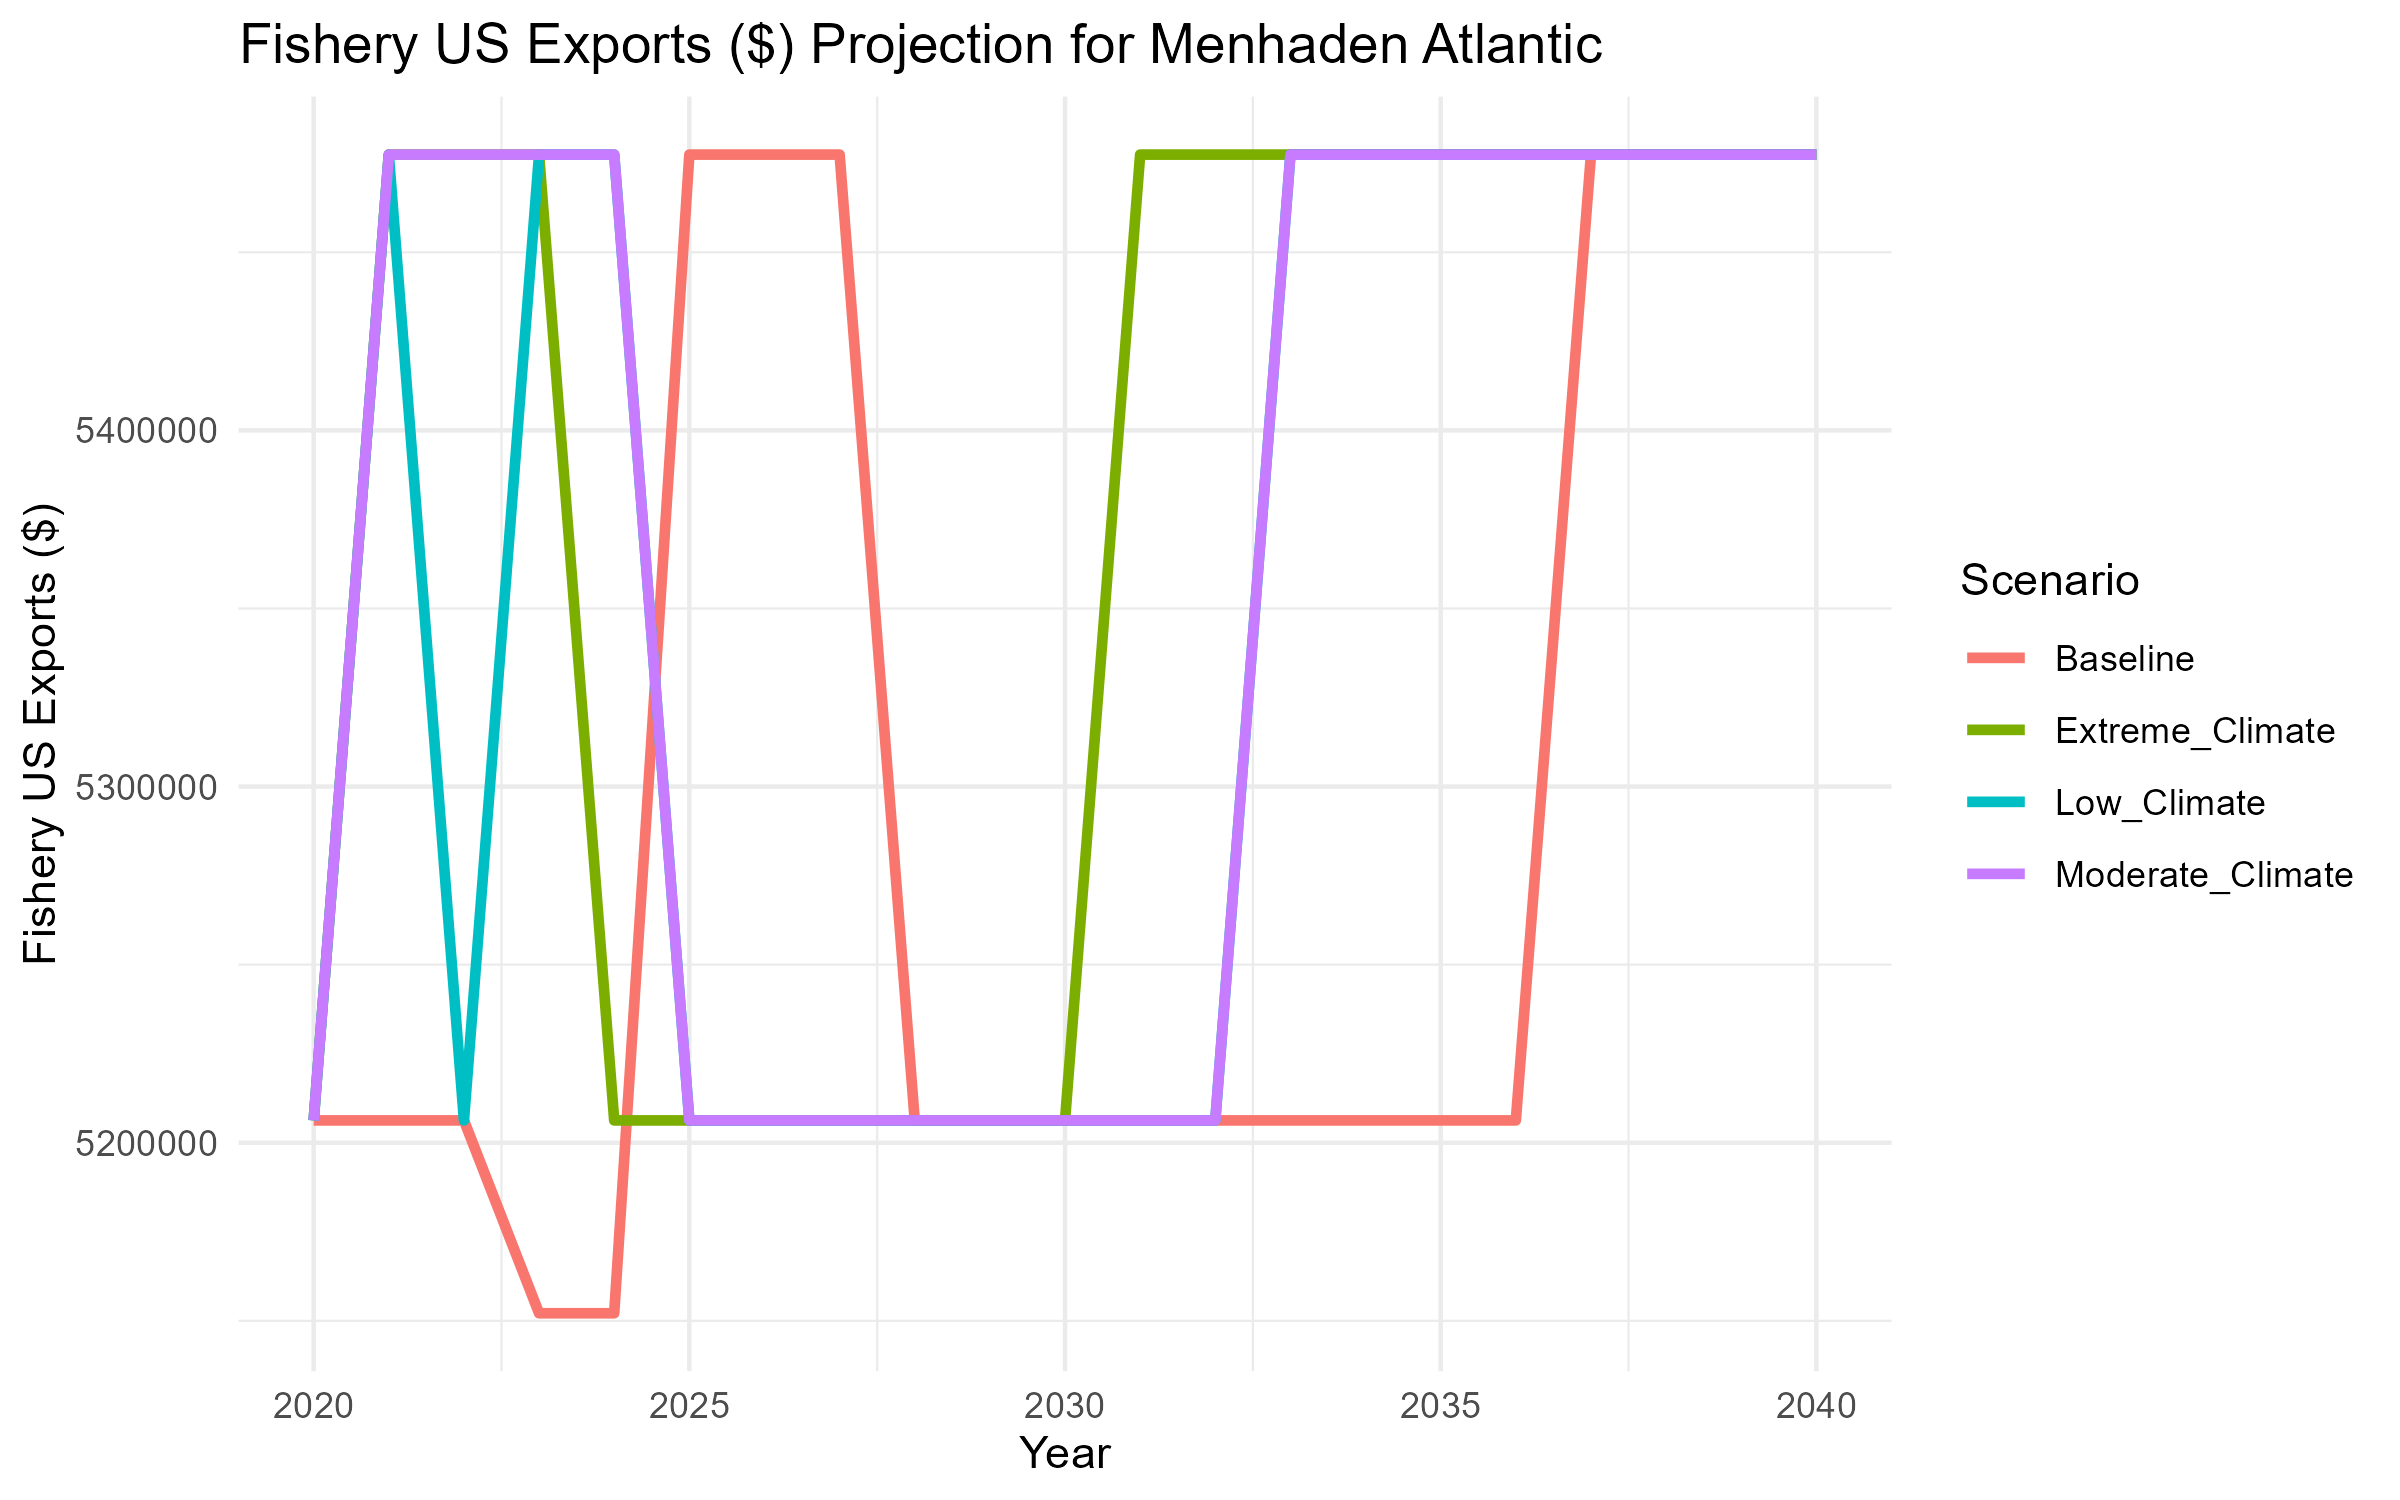 Fishery US Exports ($) Projection for Menhaden Atlantic
Fishery US Exports ($)
5400000
5300000
5200000
2020 2025 2030 2035 2040
Year
Scenario
Baseline
Extreme_Climate
Low_Climate
Moderate_Climate